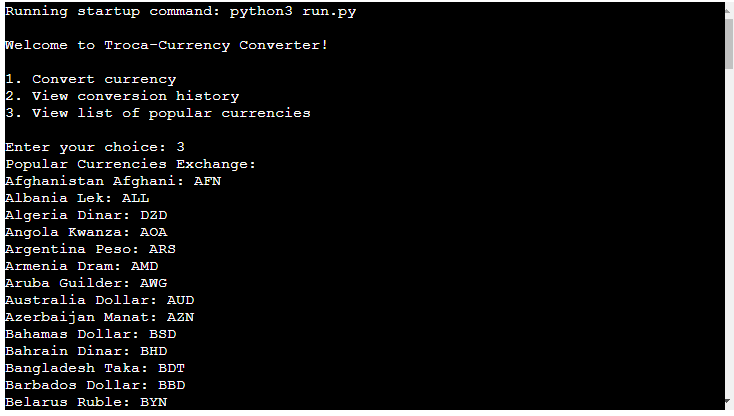 Running startup command: python3 run.py
Welcome to Troca-Currency Converter!
1. Convert currency
2. View conversion history
3. View list of popular currencies
Enter your choice: 3
Popular Currencies Exchange:
Afghanistan Afghani: AFN
Albania Lek: ALL
Algeria Dinar: DZD
Angola Kwanza: AOA
Argentina Peso: ARS
Armenia Dram: AMD
Aruba Guilder: AWG
Australia Dollar: AUD
Azerbaijan Manat: AZN
Bahamas Dollar: BSD
Bahrain Dinar: BHD
Bangladesh Taka: BDT
Barbados Dollar: BBD
Belarus Ruble: BYN